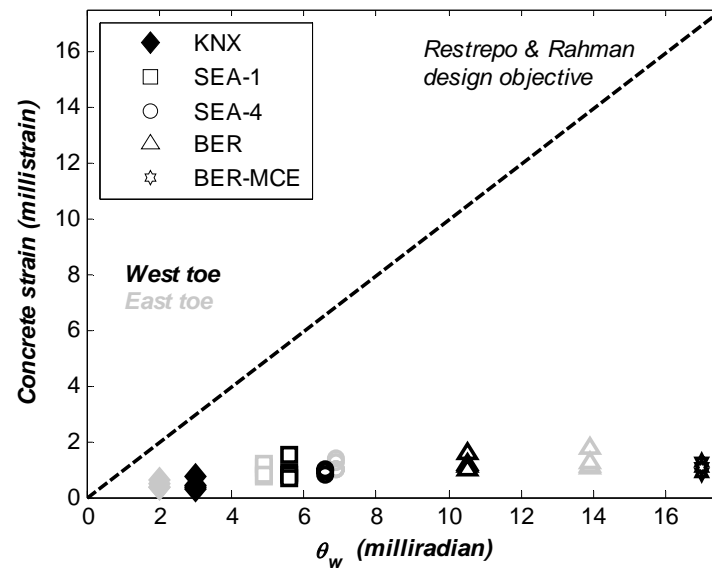 KNX
SEA-1
SEA-4
BER
BER-MCE
Restrepo & Rahman
design objective
West toe
East toe
Concrete strain (millistrain)
16
14
12
10
8
6
4
2
0
0
2
4
6
8
10
12
14
16
θw (milliradian)